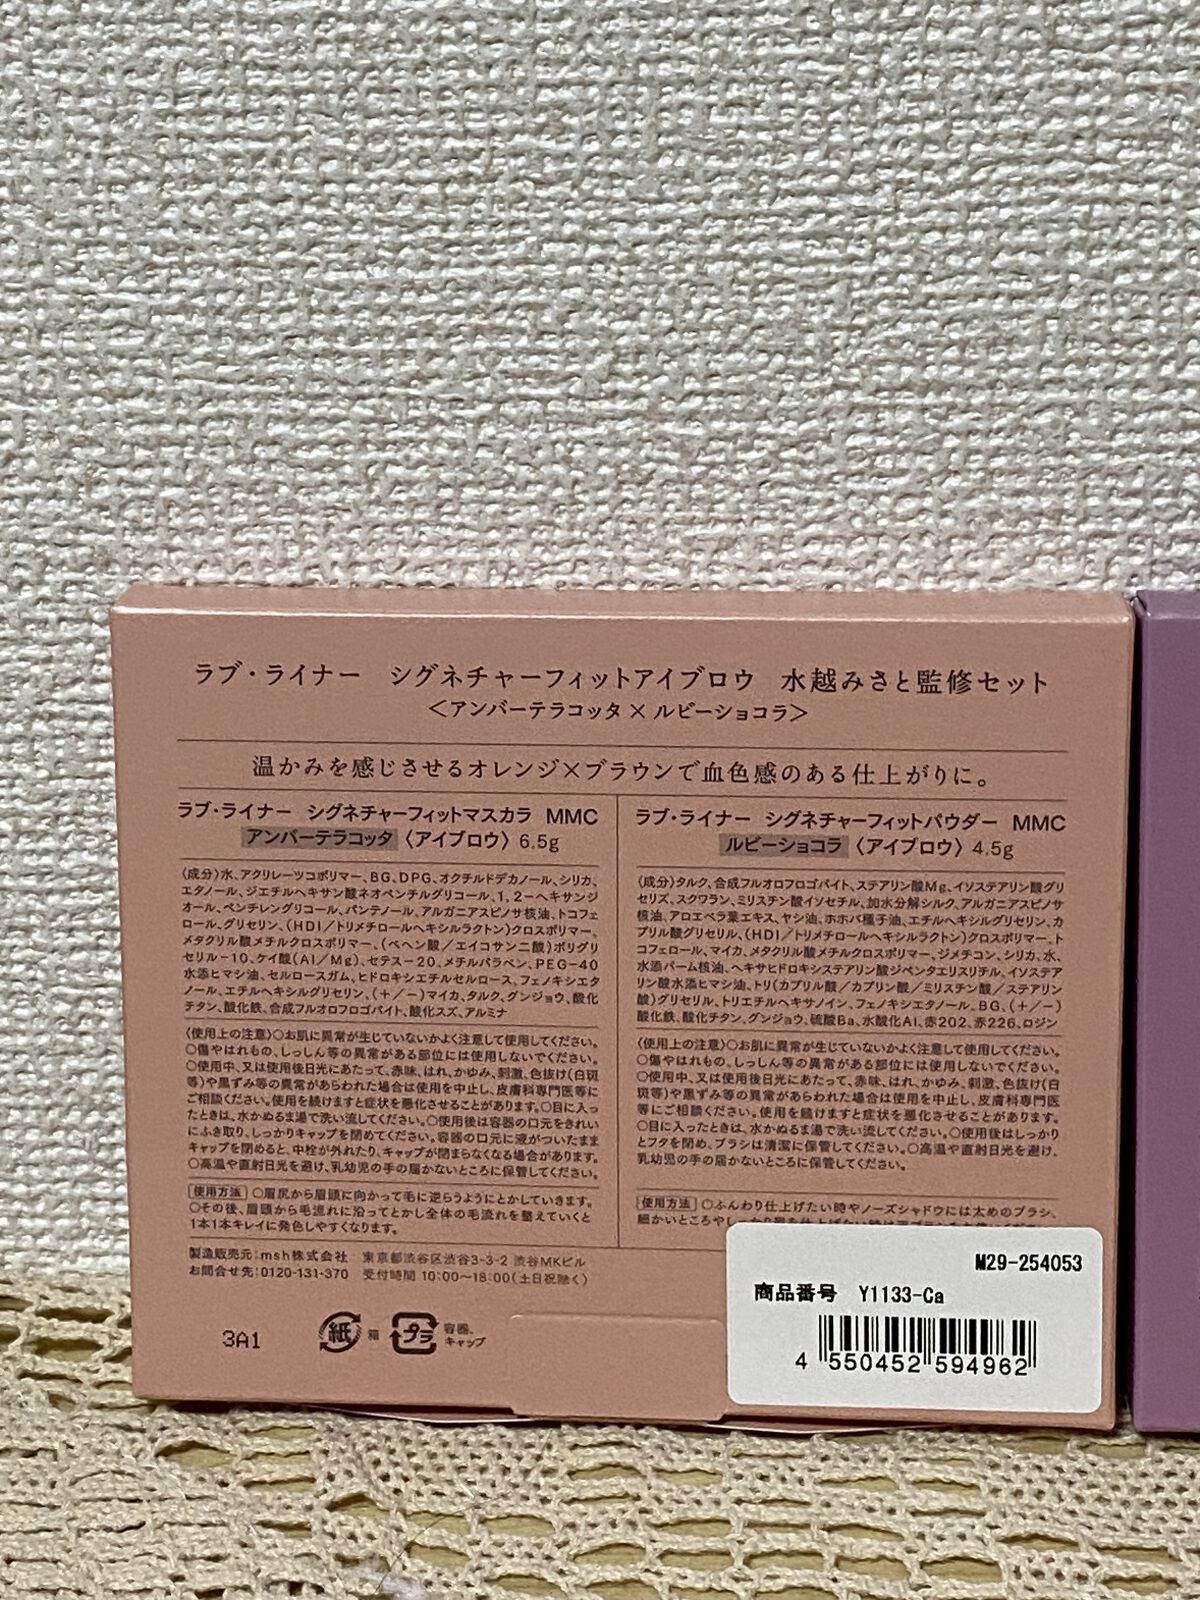 ラブ・ライナー　シグネチャーフィットアイブロウ　水越みさと監修セット
＜アンバーテラコッタ × ルビーショコラ＞
温かみを感じさせるオレンジ×ブラウンで血色感のある仕上がりに。
ラブ・ライナー　シグネチャーフィットマスカラ　MMC
アンバーテラコッタ〈アイブロウ〉6.5g
〈成分〉水、アクリレーツコポリマー、BG、DPG、オクチルドデカノール、シリカ、
エタノール、ジエチルヘキサン酸ネオペンチルグリコール、1，2－ヘキサンジ
オール、ペンチレングリコール、パンテノール、アルガニアスピノサ核油、トコフェ
ロール、グリセリン、（HDI／トリメチロールヘキシルラクトン）クロスポリマー、
メタクリル酸メチルクロスポリマー、（ベヘン酸／エイコサン二酸）ポリグリ
セリル－10、ケイ酸（Al／Mg）、セテス－20、メチルパラベン、PEG－40
水添ヒマシ油、セルロースガム、ヒドロキシエチルセルロース、フェノキシエタ
ノール、エチルヘキシルグリセリン、（＋／－）マイカ、タルク、グンジョウ、酸化
チタン、酸化鉄、合成フルオロフロゴパイト、酸化スズ、アルミナ
〈使用上の注意〉○お肌に異常が生じていないかよく注意して使用してください。
○傷やはれもの、しっしん等の異常がある部位には使用しないでください。
○使用中、又は使用後日光にあたって、赤味、はれ、かゆみ、刺激、色抜け（白斑
等）や黒ずみ等の異常があらわれた場合は使用を中止し、皮膚科専門医等に
ご相談ください。使用を続けますと症状を悪化させることがあります。○目に入っ
たときは、水かぬるま湯で洗い流してください。○使用後は容器の口元をきれい
にふき取り、しっかりキャップを閉めてください。容器の口元に液がついたまま
キャップを閉めると、中栓が外れたり、キャップが閉まらなくなる場合があります。
○高温や直射日光を避け、乳幼児の手の届かないところに保管してください。
使用方法 ○眉尻から眉頭に向かって毛に逆らうようにとかしていきます。
○その後、眉頭から毛流れに沿ってとかし全体の毛流れを整えていくと
1本1本キレイに発色しやすくなります。
ラブ・ライナー　シグネチャーフィットパウダー　MMC
ルビーショコラ〈アイブロウ〉4.5g
〈成分〉タルク、合成フルオロフロゴパイト、ステアリン酸Mg、イソステアリン酸グリ
セリズ、スクワラン、ミリスチン酸イソセチル、加水分解シルク、アルガニアスピノサ
核油、アロエベラ葉エキス、ヤシ油、ホホバ種子油、エチルヘキシルグリセリン、カ
プリル酸グリセリル、（HDI／トリメチロールヘキシルラクトン）クロスポリマー、ト
コフェロール、マイカ、メタクリル酸メチルクロスポリマー、ジメチコン、シリカ、水、
水添パーム核油、ヘキサヒドロキシステアリン酸ジペンタエリスリチル、イソステア
リン酸水添ヒマシ油、トリ（カプリル酸／カプリン酸／ミリスチン酸／ステアリン
酸）グリセリル、トリエチルヘキサノイン、フェノキシエタノール、BG、（＋／－）
酸化鉄、酸化チタン、グンジョウ、硫酸Ba、水酸化Al、赤202、赤226、ロジン
〈使用上の注意〉○お肌に異常が生じていないかよく注意して使用してください。
○傷やはれもの、しっしん等の異常がある部位には使用しないでください。
○使用中、又は使用後日光にあたって、赤味、はれ、かゆみ、刺激、色抜け（白
斑等）や黒ずみ等の異常があらわれた場合は使用を中止し、皮膚科専門医
等にご相談ください。使用を続けますと症状を悪化させることがあります。
○目に入ったときは、水かぬるま湯で洗い流してください。○使用後はしっかり
とフタを閉め、ブラシは清潔に保管してください。○高温や直射日光を避け、
乳幼児の手の届かないところに保管してください。
使用方法 ○ふんわり仕上げたい時やノーズシャドウには太めのブラシ、
細かいところや
製造販売元：msh株式会社　東京都渋谷区渋谷3-3-2 渋谷MKビル
お問合せ先：0120-131-370　受付時間 10：00～18：00（土日祝除く）
3A1
紙 箱 プラ 容器、
キャップ
M29-254053
商品番号　Y1133-Ca
4 550452 594962